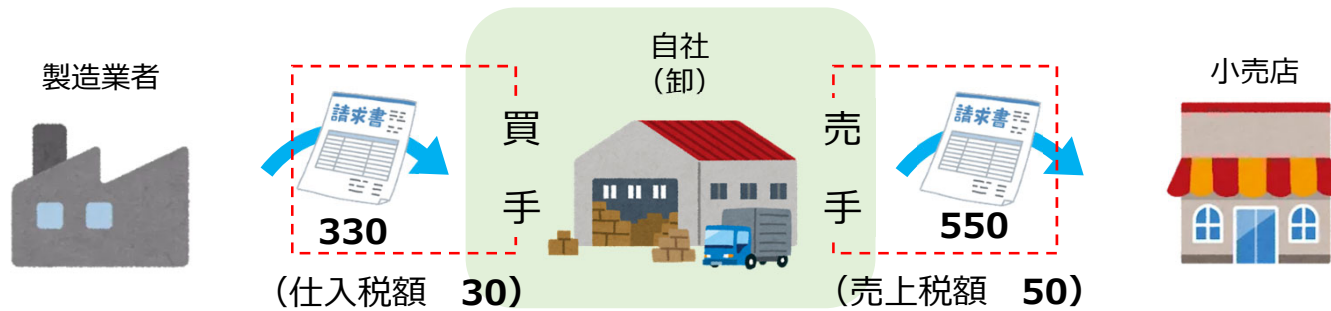 製造業者
請求書
330
（仕入税額　30）
買手
自社
（卸）
売手
請求書
550
（売上税額　50）
小売店